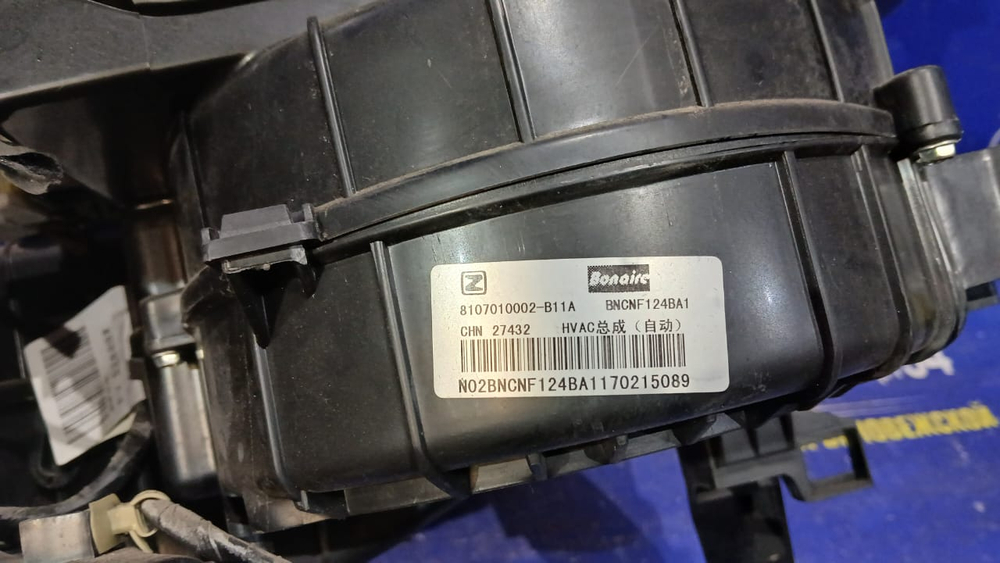 Z
Bonaire
8107010002-B11A BNCNF124BA1
CHN 27432 HVAC总成（自动）
N02BNCNF124BA1170215089